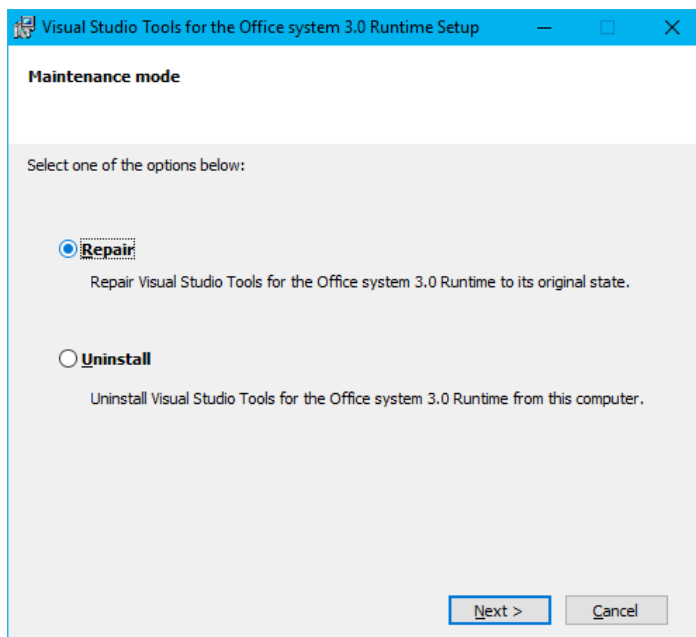 Visual Studio Tools for the Office system 3.0 Runtime Setup
Maintenance mode
Select one of the options below:
Repair
Repair Visual Studio Tools for the Office system 3.0 Runtime to its original state.
Uninstall
Uninstall Visual Studio Tools for the Office system 3.0 Runtime from this computer.
Next >
Cancel